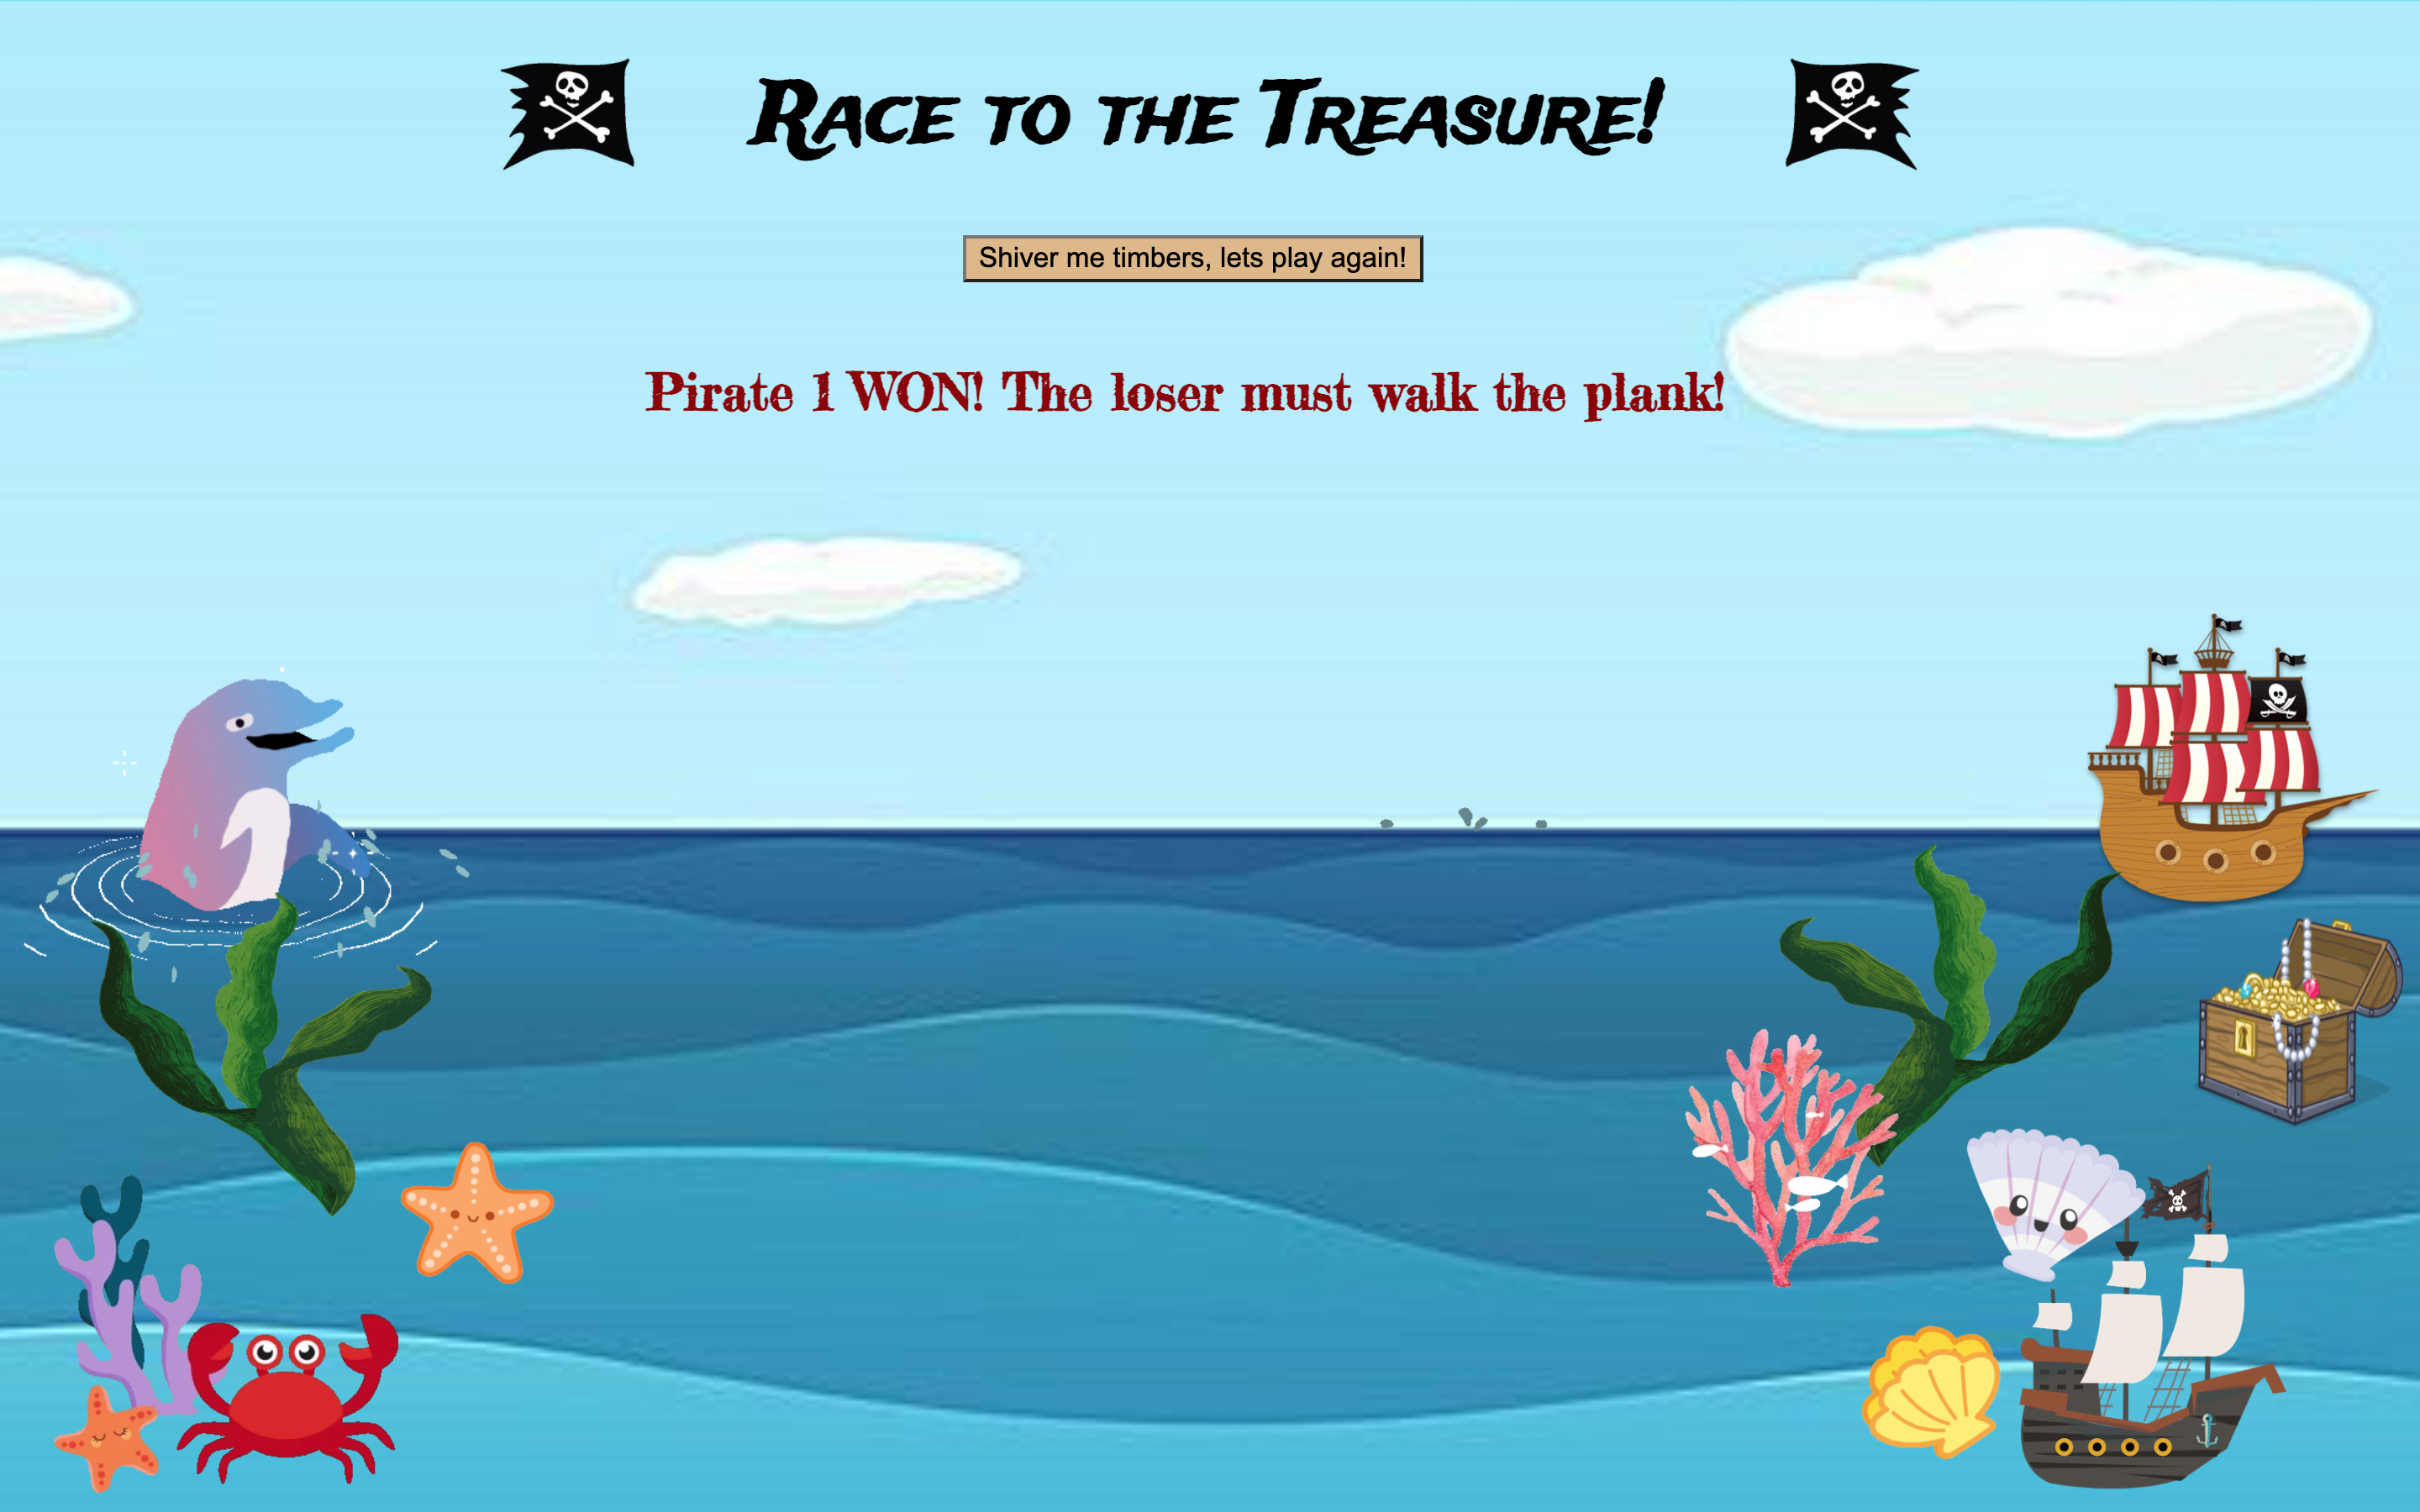 Race to the Treasure!
Shiver me timbers, lets play again!
Pirate 1 WON! The loser must walk the plank!